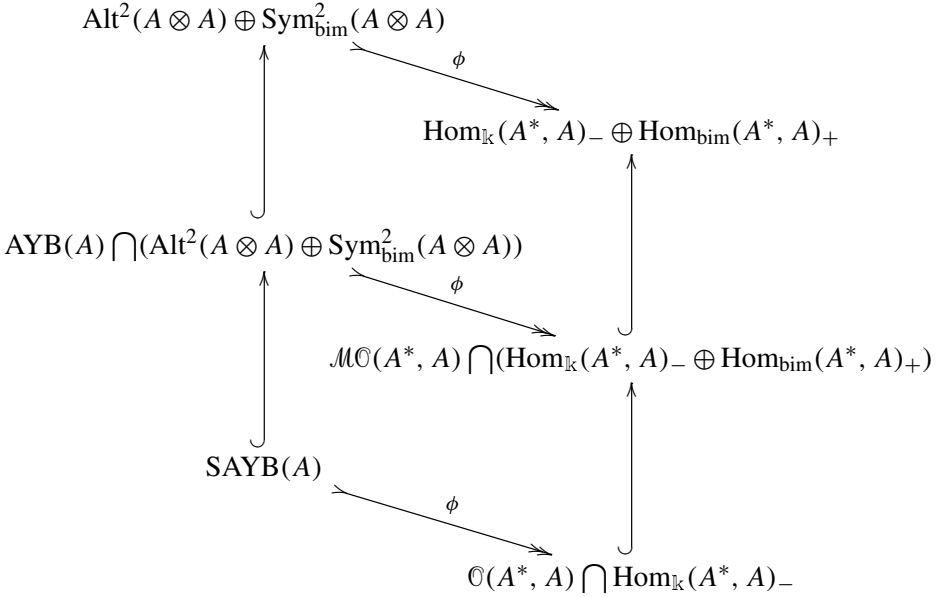 Alt²(A ⊗ A) ⊕ Sym²_bim(A ⊗ A)
ϕ
Hom_𝕜(A*, A)₋ ⊕ Hom_bim(A*, A)₊
AYB(A) ⋂(Alt²(A ⊗ A) ⊕ Sym²_bim(A ⊗ A))
ϕ
ℳ𝕆(A*, A) ⋂(Hom_𝕜(A*, A)₋ ⊕ Hom_bim(A*, A)₊)
SAYB(A)
ϕ
𝕆(A*, A) ⋂ Hom_𝕜(A*, A)₋